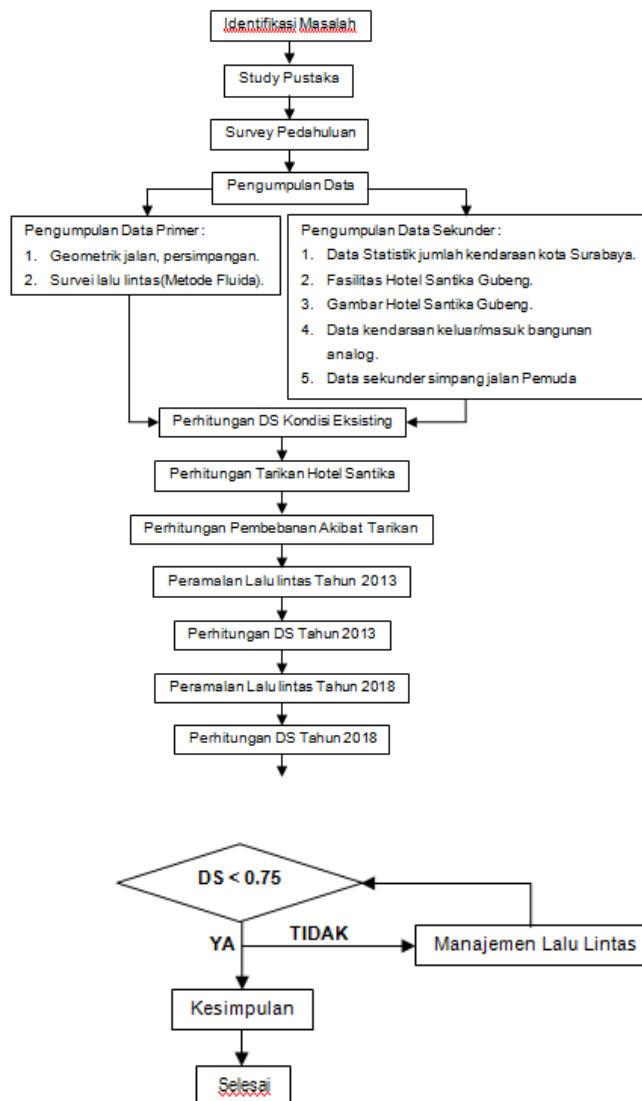 Identifikasi Masalah
Study Pustaka
Survey Pedahuluan
Pengumpulan Data
Pengumpulan Data Primer :
1. Geometrik jalan, persimpangan.
2. Survei lalu lintas(Metode Fluida).
Pengumpulan Data Sekunder :
1. Data Statistik jumlah kendaraan kota Surabaya.
2. Fasilitas Hotel Santika Gubeng.
3. Gambar Hotel Santika Gubeng.
4. Data kendaraan keluar/masuk bangunan
analog.
5. Data sekunder simpang jalan Pemuda
Perhitungan DS Kondisi Eksisting
Perhitungan Tarikan Hotel Santika
Perhitungan Pembebanan Akibat Tarikan
Peramalan Lalu lintas Tahun 2013
Perhitungan DS Tahun 2013
Peramalan Lalu lintas Tahun 2018
Perhitungan DS Tahun 2018
DS < 0.75
YA
TIDAK
Manajemen Lalu Lintas
Kesimpulan
Selesai